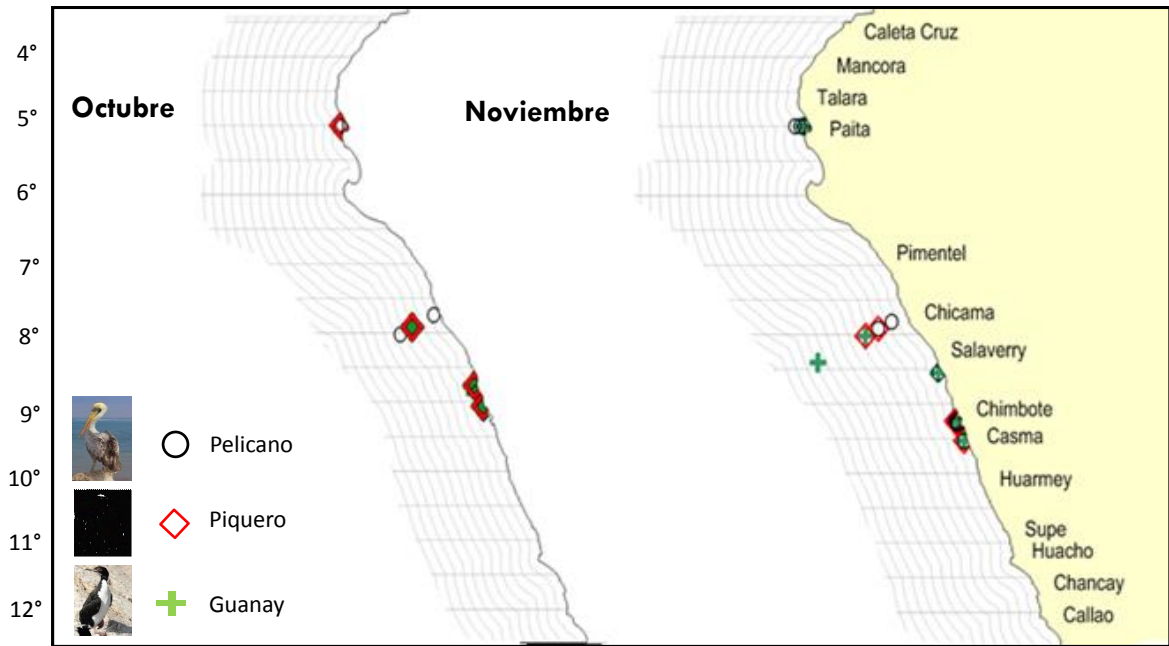 4°
5°
6°
7°
8°
9°
10°
11°
12°
Octubre
Noviembre
Caleta Cruz
Mancora
Talara
Paita
Pimentel
Chicama
Salaverry
Chimbote
Casma
Huarmey
Supe
Huacho
Chancay
Callao
Pelicano
Piquero
Guanay